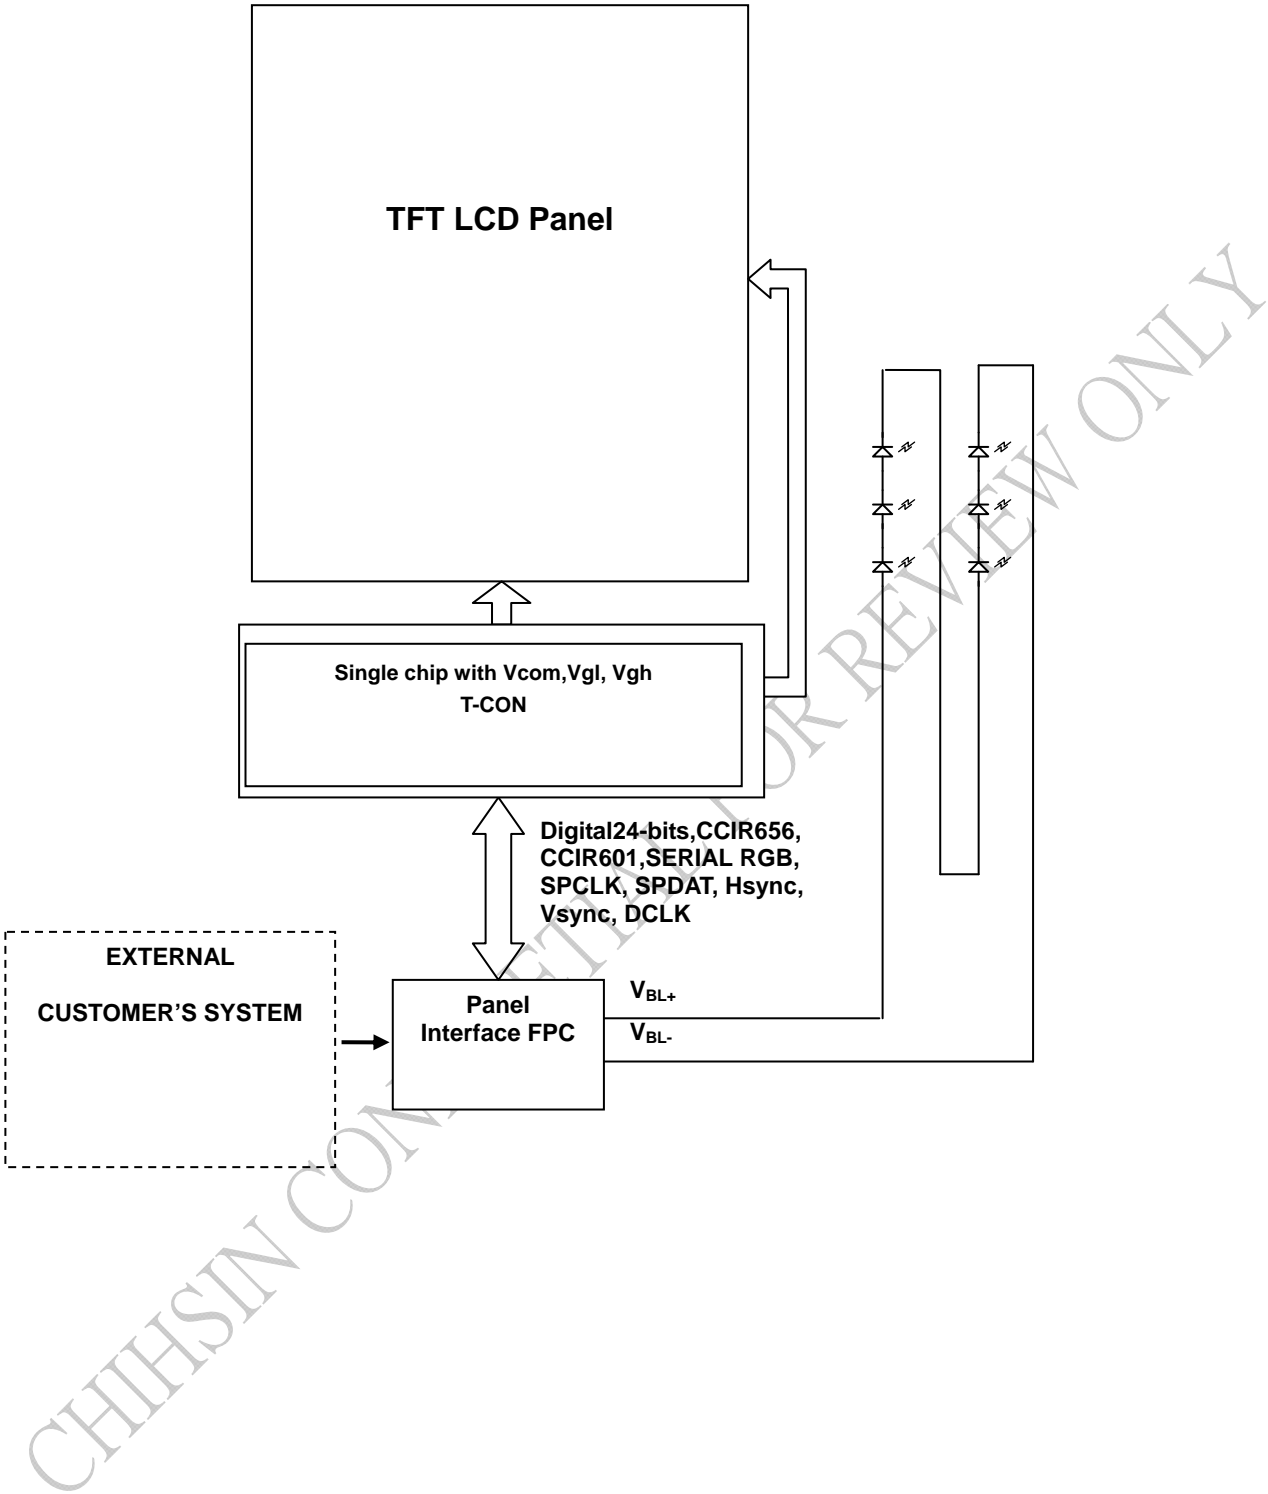 TFT LCD Panel
Single chip with Vcom,Vgl, Vgh
T-CON
Digital24-bits,CCIR656,
CCIR601,SERIAL RGB,
SPCLK, SPDAT, Hsync,
Vsync, DCLK
EXTERNAL
CUSTOMER'S SYSTEM
Panel
Interface FPC
VBL+
VBL-
CHIHSIN CONFIDETIAL FOR REVIEW ONLY